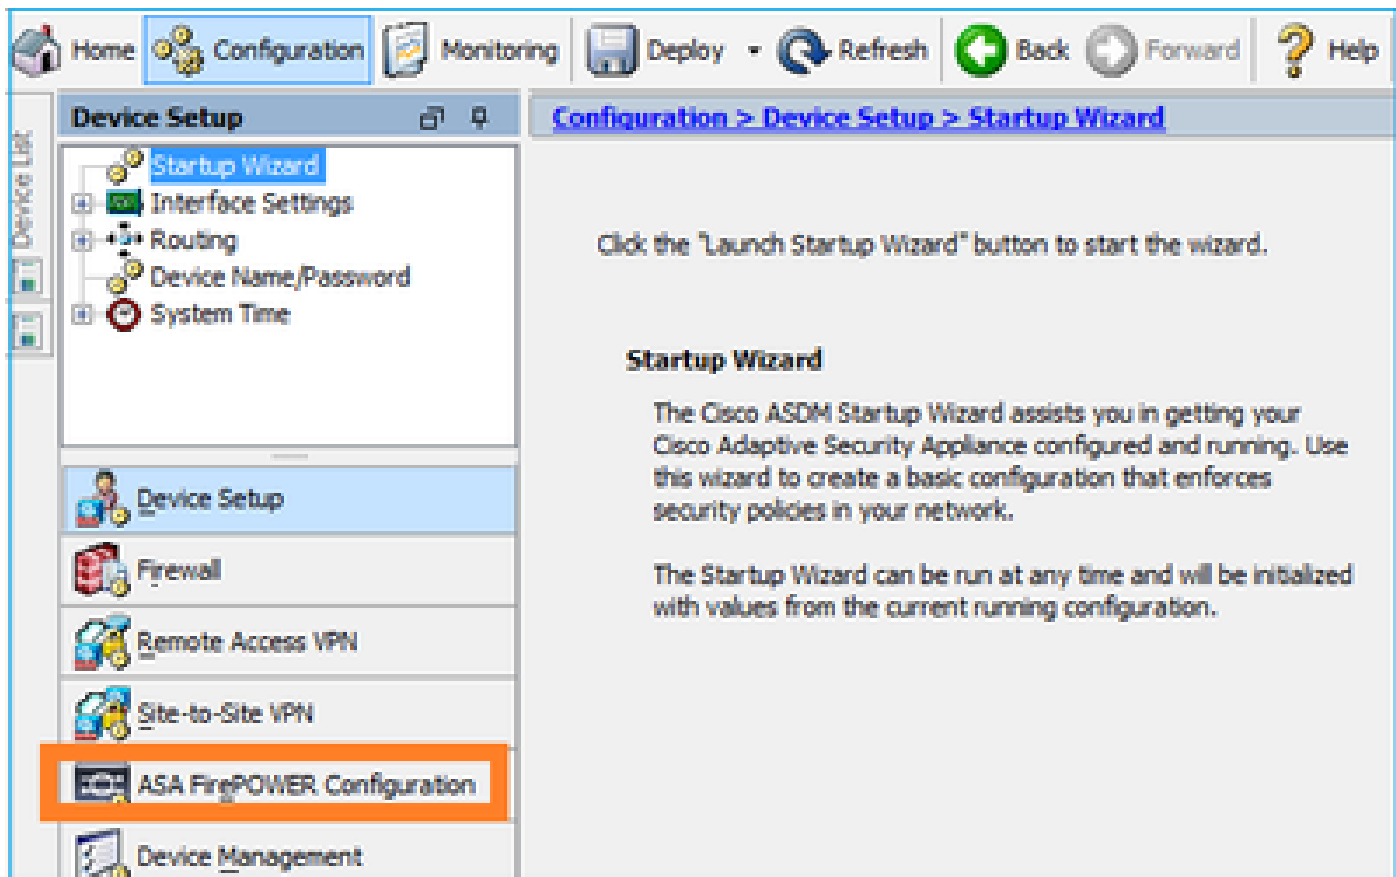 Home Configuration Monitoring Deploy Refresh Back Forward Help
Device List
Device Setup
Configuration > Device Setup > Startup Wizard
Startup Wizard
Interface Settings
Routing
Device Name/Password
System Time
Click the "Launch Startup Wizard" button to start the wizard.
Startup Wizard
The Cisco ASDM Startup Wizard assists you in getting your
Cisco Adaptive Security Appliance configured and running. Use
this wizard to create a basic configuration that enforces
security policies in your network.
The Startup Wizard can be run at any time and will be initialized
with values from the current running configuration.
Device Setup
Firewall
Remote Access VPN
Site-to-Site VPN
ASA FirePOWER Configuration
Device Management